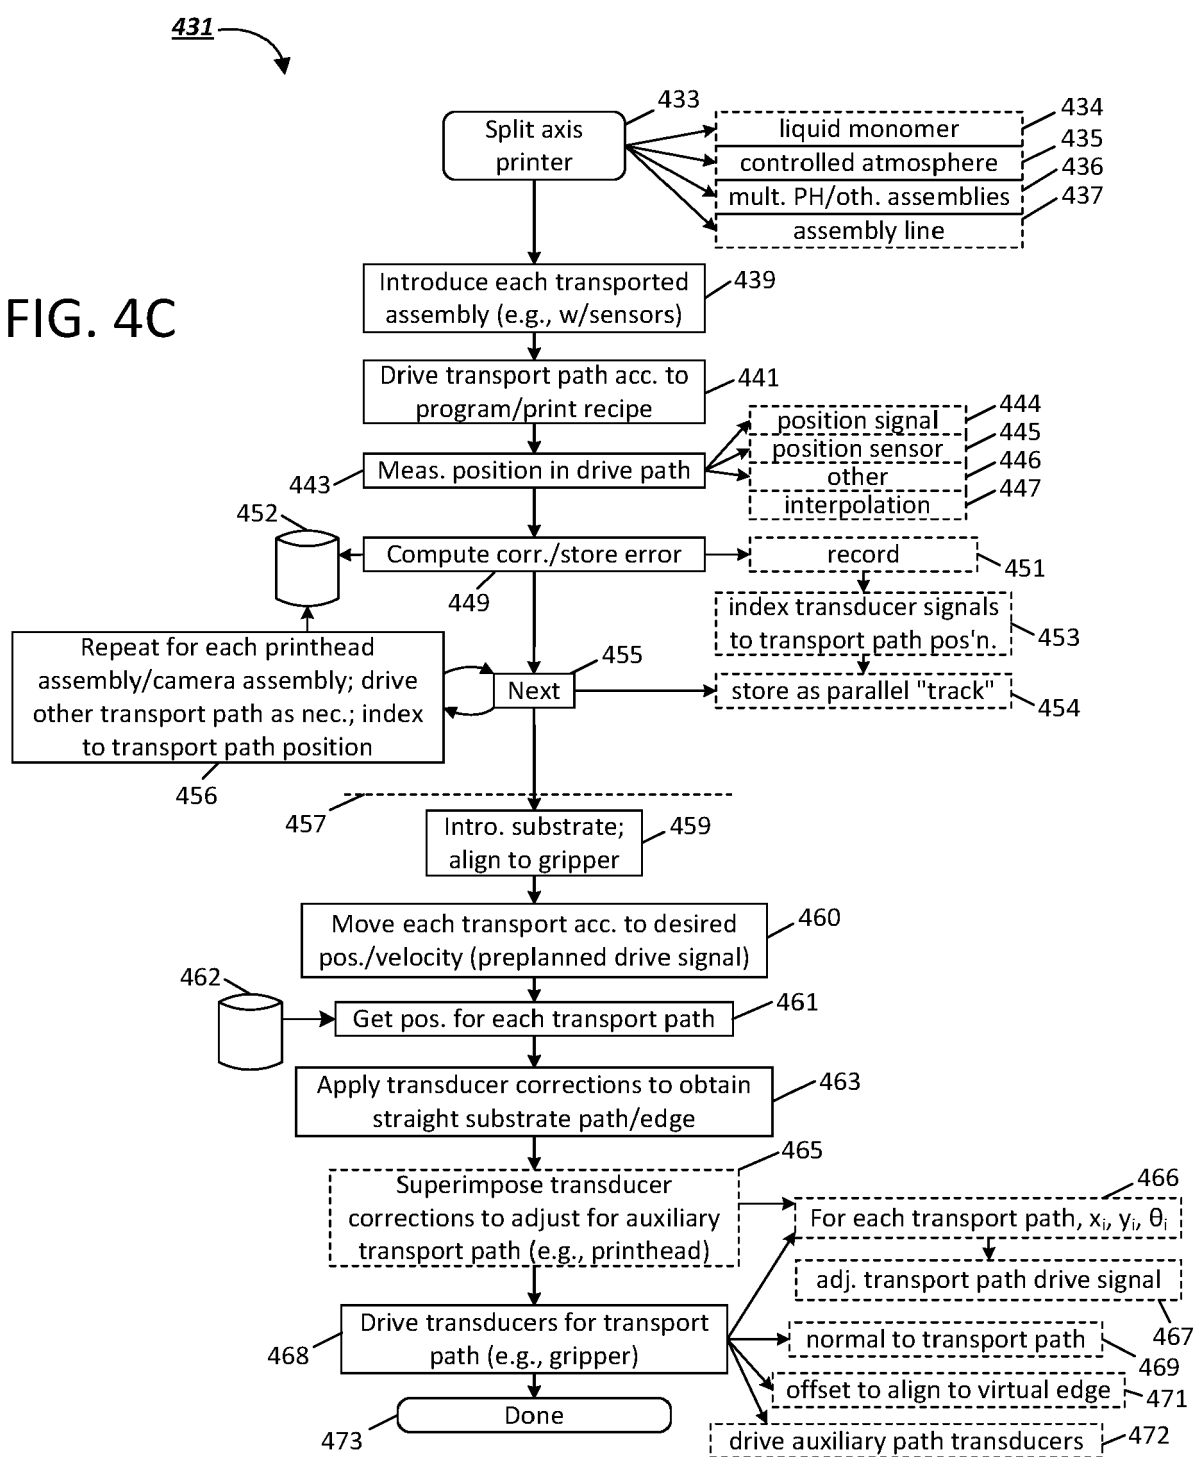 431
433
Split axis
printer
434
liquid monomer
435
controlled atmosphere
436
mult. PH/oth. assemblies
437
assembly line
FIG. 4C
Introduce each transported
assembly (e.g., w/sensors)
439
Drive transport path acc. to
program/print recipe
441
Meas. position in drive path
443
444
position signal
445
position sensor
446
other
447
interpolation
452
Compute corr./store error
449
record
451
index transducer signals
to transport path pos'n.
453
Repeat for each printhead
assembly/camera assembly; drive
other transport path as nec.; index
to transport path position
456
455
Next
store as parallel "track"
454
457
Intro. substrate;
align to gripper
459
Move each transport acc. to desired
pos./velocity (preplanned drive signal)
460
462
Get pos. for each transport path
461
Apply transducer corrections to obtain
straight substrate path/edge
463
465
Superimpose transducer
corrections to adjust for auxiliary
transport path (e.g., printhead)
466
For each transport path, xᵢ, yᵢ, θᵢ
adj. transport path drive signal
467
Drive transducers for transport
path (e.g., gripper)
468
normal to transport path
469
offset to align to virtual edge
471
Done
473
drive auxiliary path transducers
472